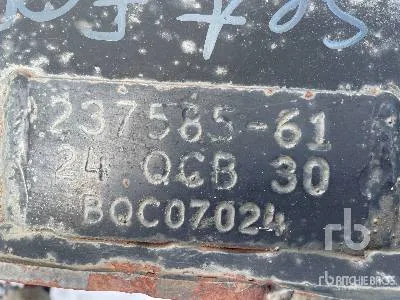 237585-61
24 QCB 30
BQC07024
rb
RITCHIE BROS